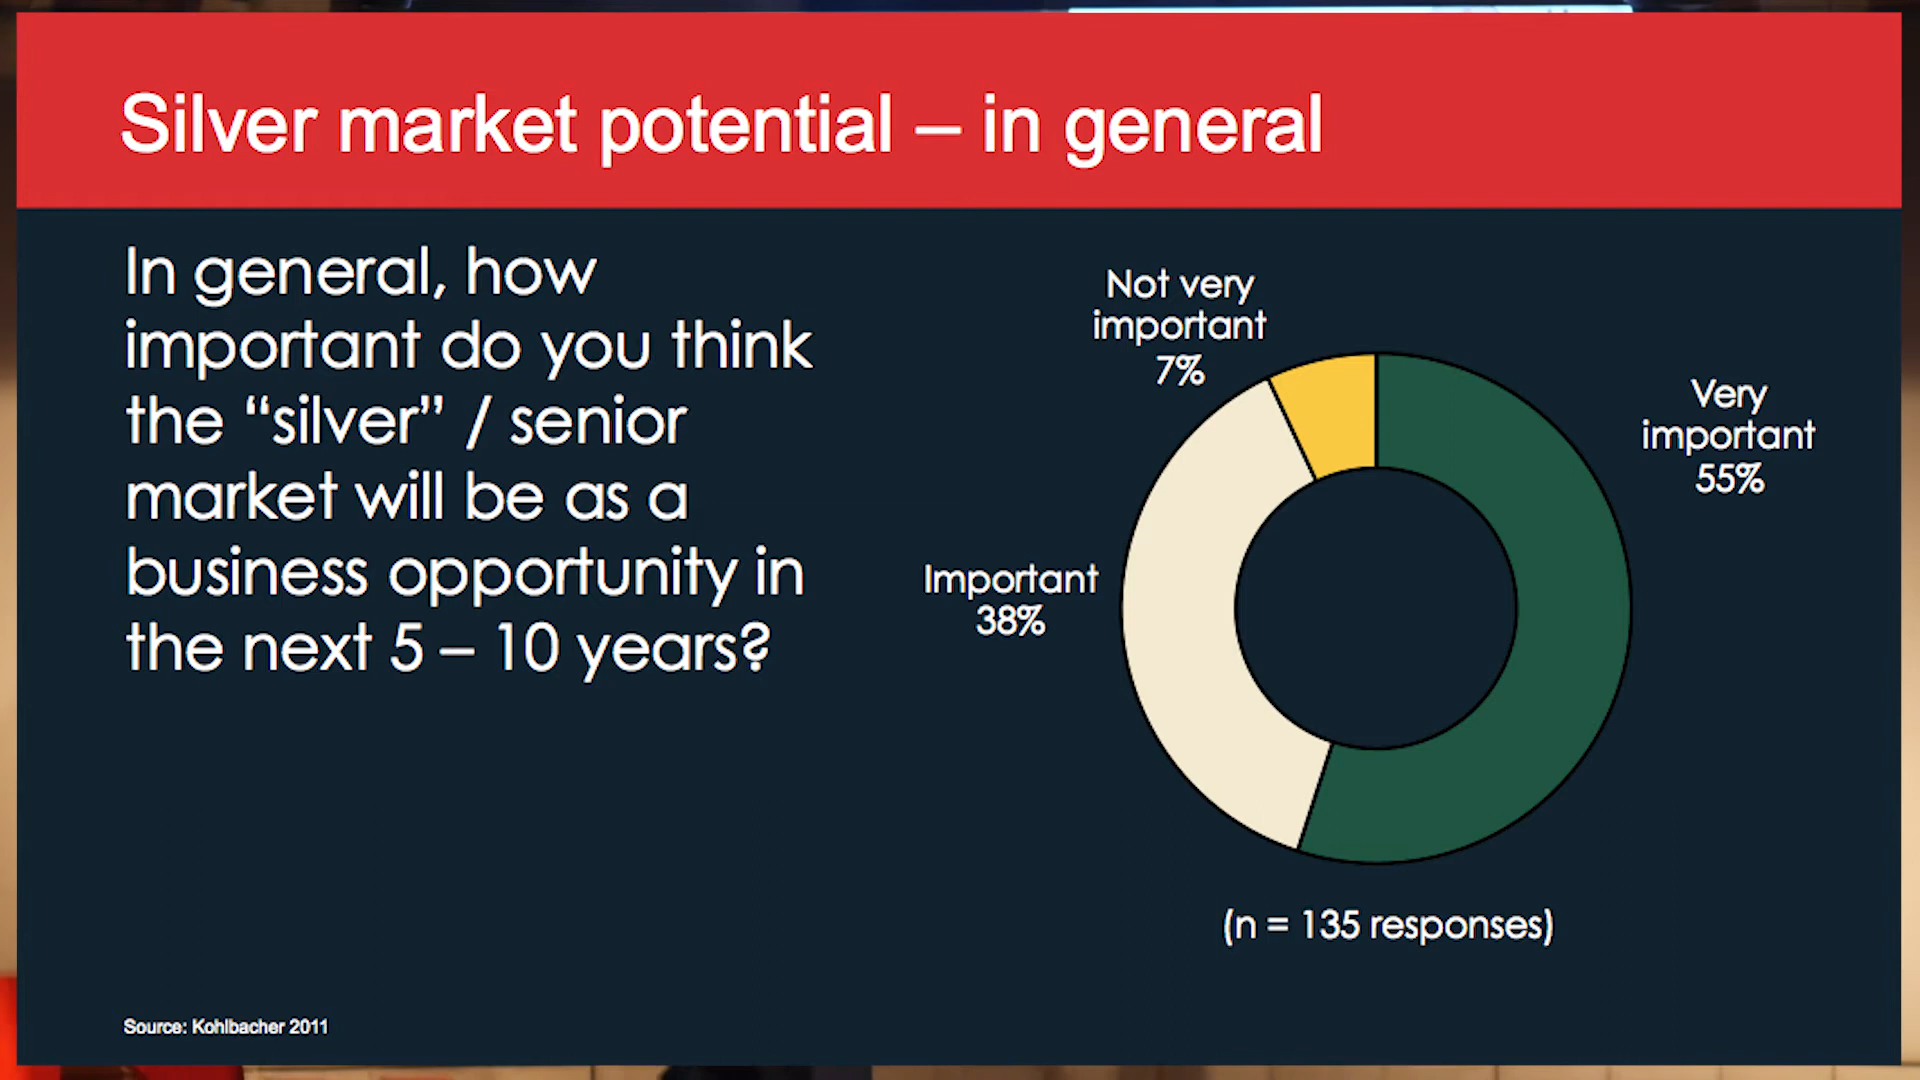 Silver market potential – in general
In general, how
important do you think
the “silver” / senior
market will be as a
business opportunity in
the next 5 – 10 years?
Not very
important
7%
Very
important
55%
Important
38%
(n = 135 responses)
Source: Kohlbacher 2011